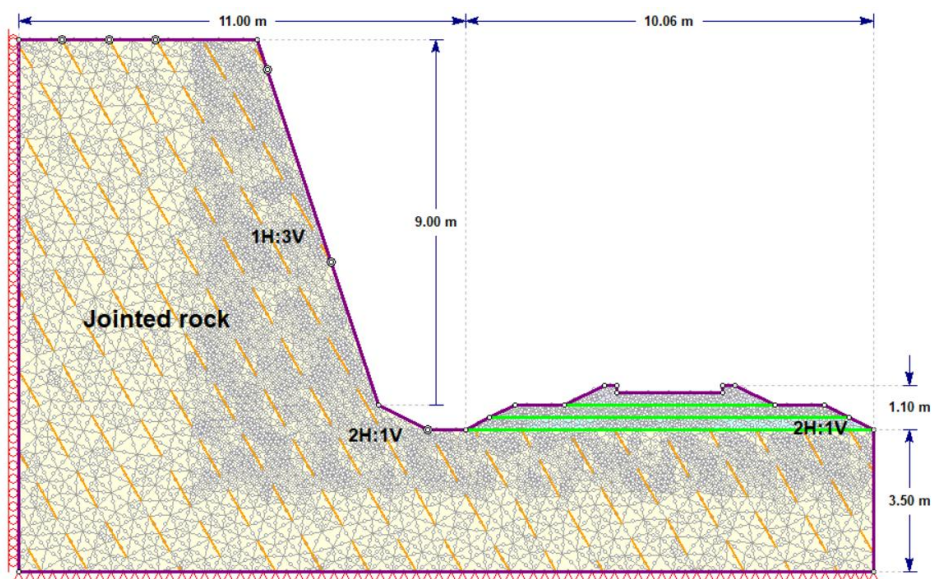 11.00 m
10.06 m
9.00 m
1H:3V
Jointed rock
1.10 m
2H:1V
2H:1V
3.50 m